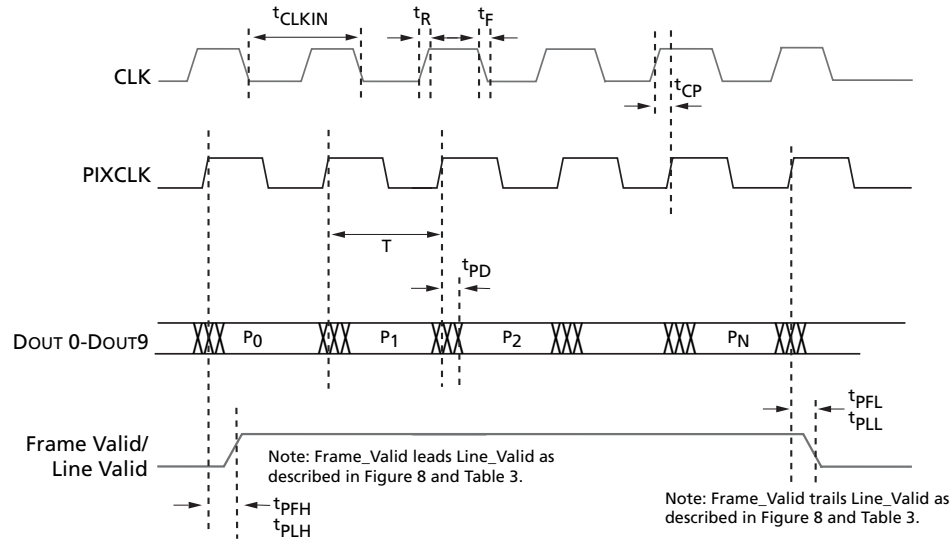 tCLKIN
tR
tF
CLK
tCP
PIXCLK
T
tPD
DOUT 0-DOUT9
P0
P1
P2
PN
tPFL
tPLL
Frame Valid/
Line Valid
Note: Frame_Valid leads Line_Valid as
described in Figure 8 and Table 3.
tPFH
tPLH
Note: Frame_Valid trails Line_Valid as
described in Figure 8 and Table 3.